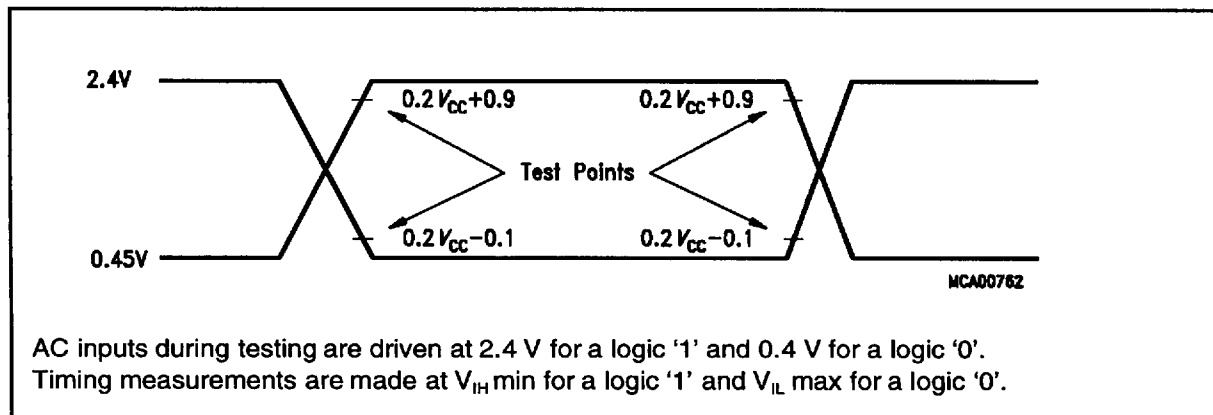 2.4V
0.2 VCC+0.9
0.2 VCC+0.9
Test Points
0.2 VCC−0.1
0.2 VCC−0.1
0.45V
MCA00762
AC inputs during testing are driven at 2.4 V for a logic ‘1’ and 0.4 V for a logic ‘0’.
Timing measurements are made at VIH min for a logic ‘1’ and VIL max for a logic ‘0’.